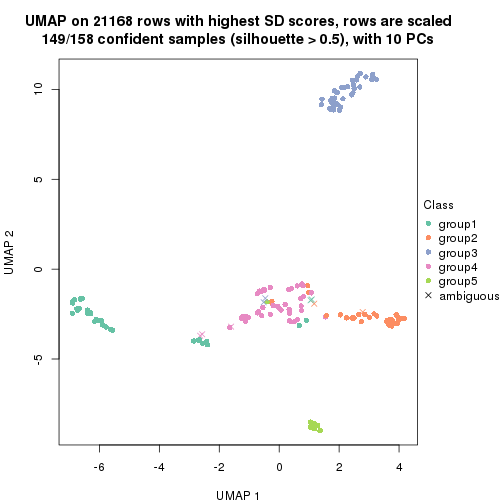 UMAP on 21168 rows with highest SD scores, rows are scaled
149/158 confident samples (silhouette > 0.5), with 10 PCs
10
5
0
-5
UMAP 2
-6
-4
-2
0
2
4
UMAP 1
Class
group1
group2
group3
group4
group5
ambiguous